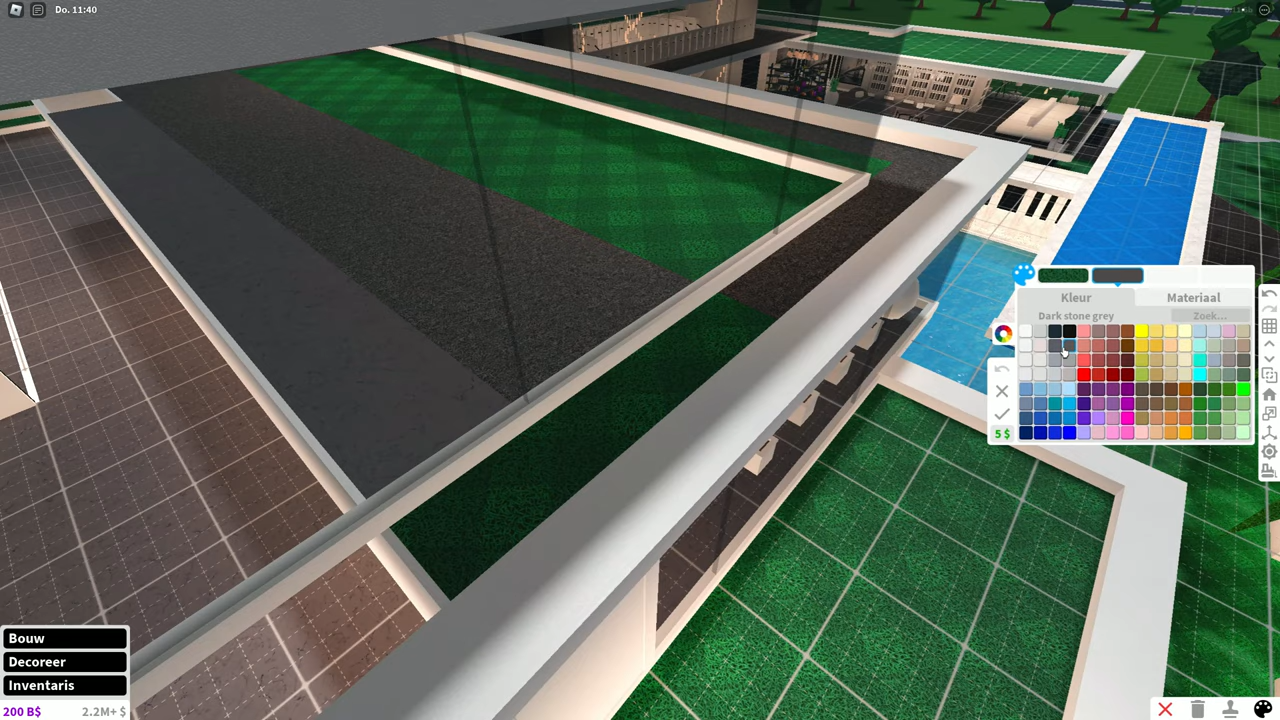 Do. 11:40
Kleur
Materiaal
Dark stone grey
Zoek...
5 $
Bouw
Decoreer
Inventaris
200 B$
2.2M+ $